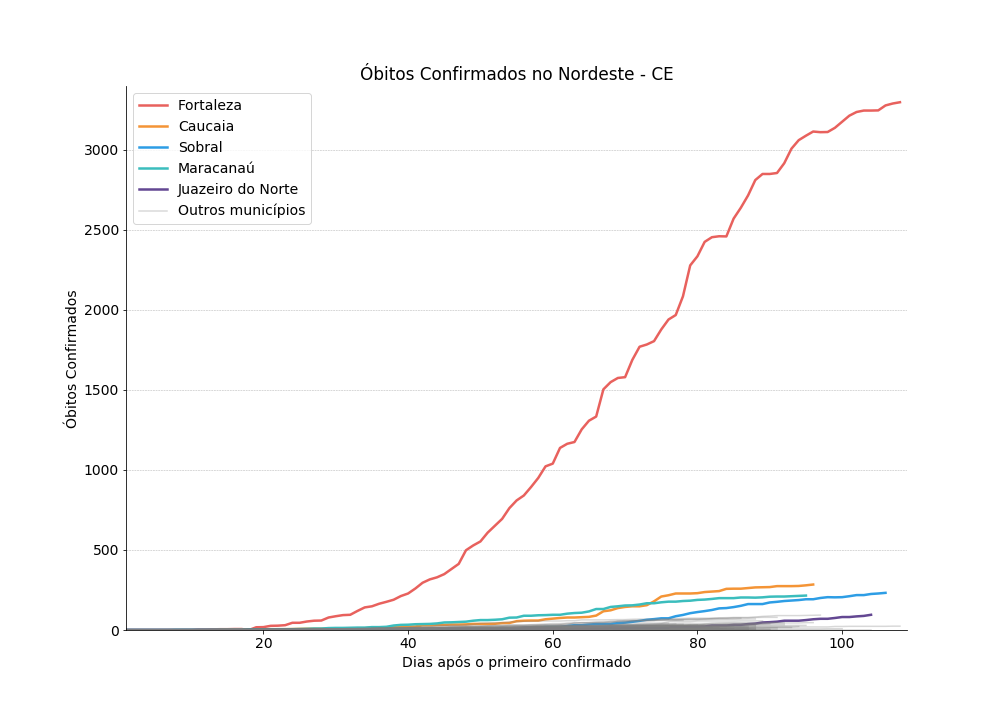 Óbitos Confirmados no Nordeste - CE
Fortaleza
Caucaia
Sobral
Maracanaú
Juazeiro do Norte
Outros municípios
3000
2500
2000
1500
1000
500
0
Óbitos Confirmados
20
40
60
80
100
Dias após o primeiro confirmado